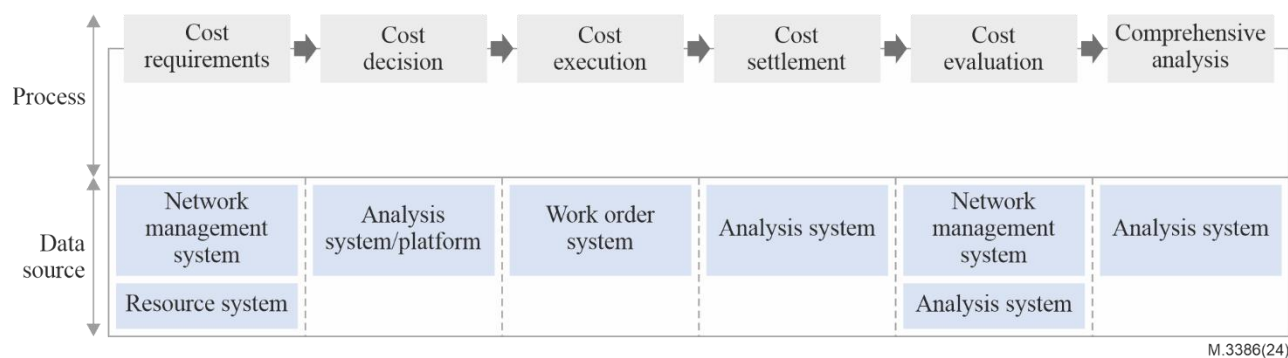 Cost
requirements
Cost
decision
Cost
execution
Cost
settlement
Cost
evaluation
Comprehensive
analysis
Process
Data
source
Network
management
system
Resource system
Analysis
system/platform
Work order
system
Analysis system
Network
management
system
Analysis system
Analysis system
M.3386(24)